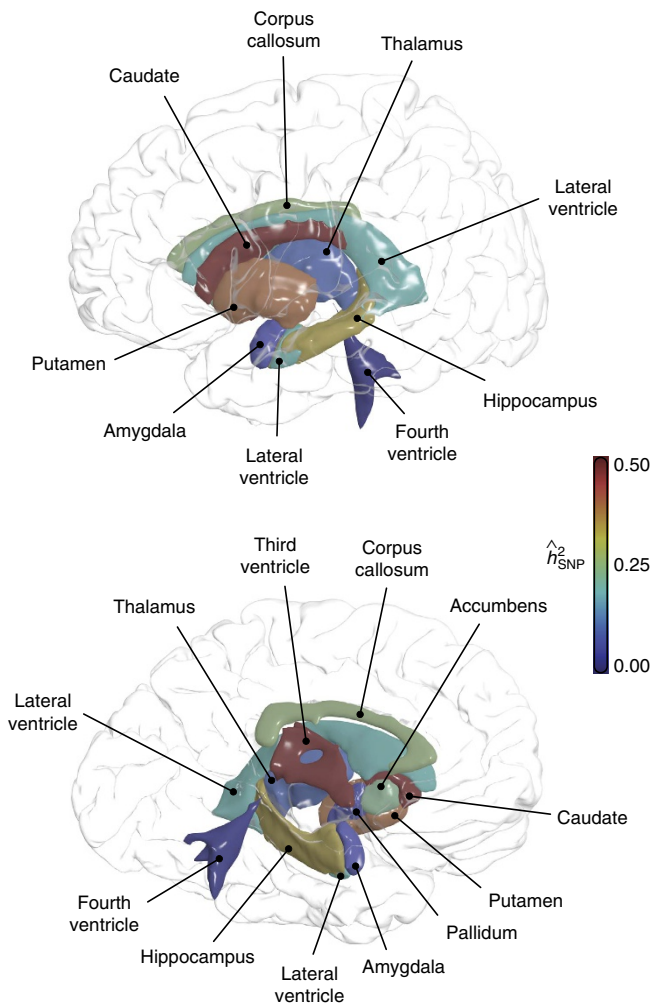 Corpus
callosum
Thalamus
Caudate
Lateral
ventricle
Putamen
Hippocampus
Amygdala
Fourth
ventricle
Lateral
ventricle
0.50
ĥ²SNP
0.25
0.00
Third
ventricle
Corpus
callosum
Thalamus
Accumbens
Lateral
ventricle
Caudate
Fourth
ventricle
Putamen
Pallidum
Hippocampus
Lateral
ventricle
Amygdala